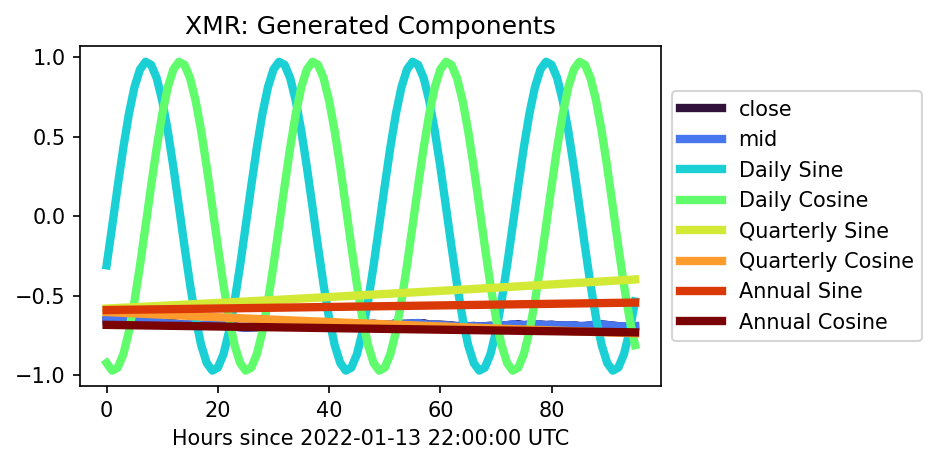 XMR: Generated Components
1.0
0.5
0.0
−0.5
−1.0
0
20
40
60
80
Hours since 2022-01-13 22:00:00 UTC
close
mid
Daily Sine
Daily Cosine
Quarterly Sine
Quarterly Cosine
Annual Sine
Annual Cosine